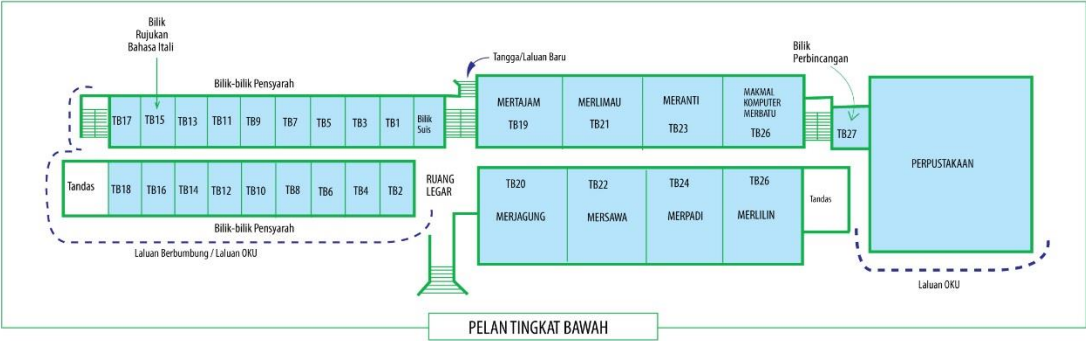 Bilik
Rujukan
Bahasa Itali
Bilik-bilik Pensyarah
Tangga/Laluan Baru
Bilik
Perbincangan
TB17 TB15 TB13 TB11 TB9 TB7 TB5 TB3 TB1 Bilik
Suis
MERTAJAM MERLIMAU MERANTI MAKMAL
KOMPUTER
MERBATU
TB19 TB21 TB23 TB26
TB27
PERPUSTAKAAN
Tandas TB18 TB16 TB14 TB12 TB10 TB8 TB6 TB4 TB2
RUANG
LEGAR
TB20 TB22 TB24 TB26
MERJAGUNG MERSAWA MERPADI MERLILIN
Tandas
Bilik-bilik Pensyarah
Laluan Berbumbung / Laluan OKU
Laluan OKU
PELAN TINGKAT BAWAH